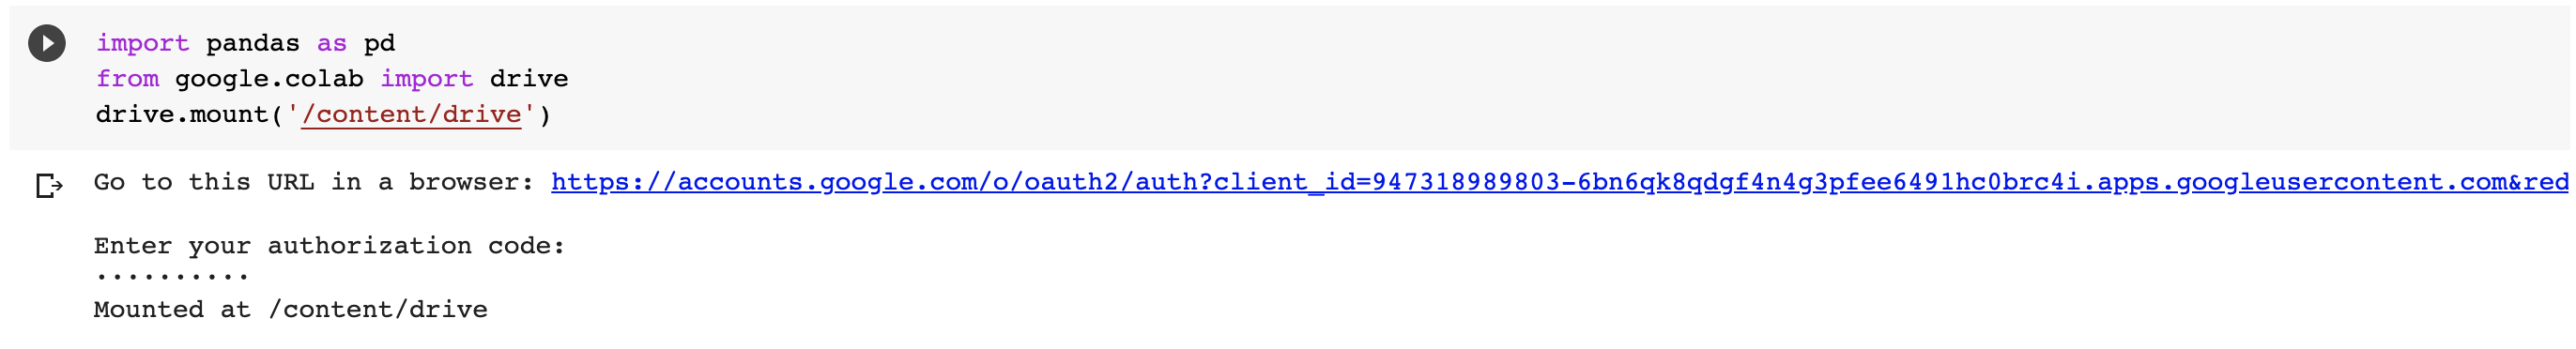 import pandas as pd
from google.colab import drive
drive.mount('/content/drive')
Go to this URL in a browser: https://accounts.google.com/o/oauth2/auth?client_id=947318989803-6bn6qk8qdgf4n4g3pfee6491hc0brc4i.apps.googleusercontent.com&red
Enter your authorization code:
··········
Mounted at /content/drive